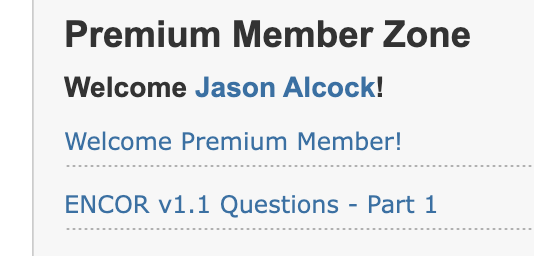 Premium Member Zone
Welcome Jason Alcock!
Welcome Premium Member!
ENCOR v1.1 Questions - Part 1